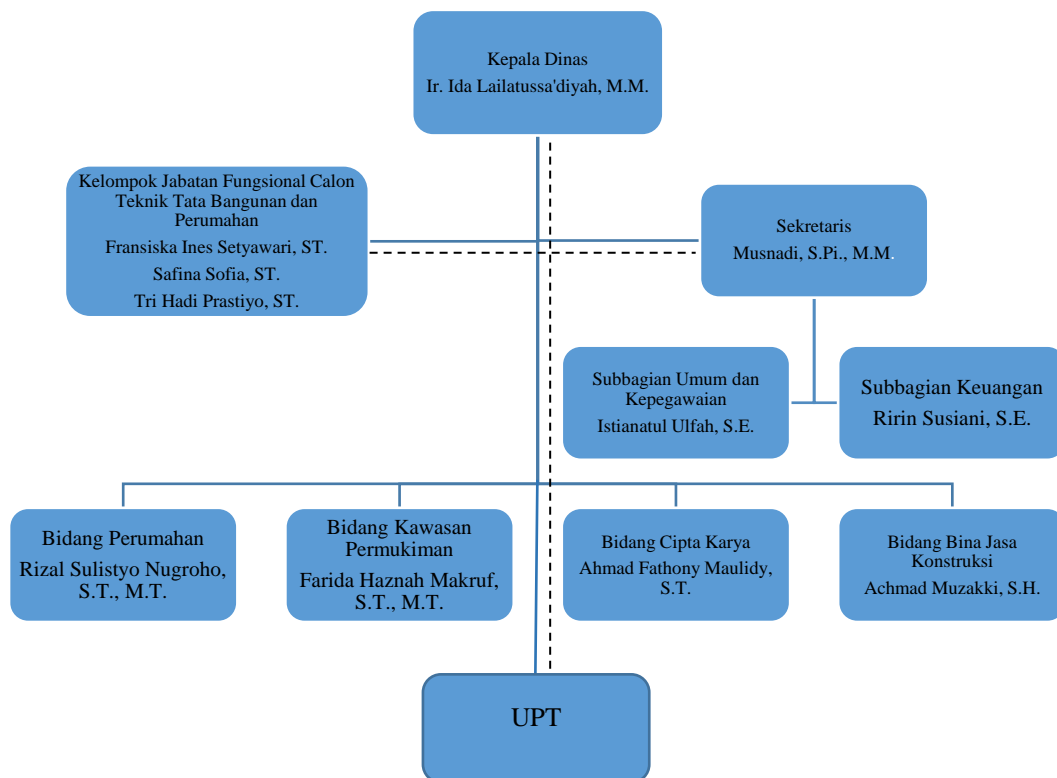 Kepala Dinas
Ir. Ida Lailatussa'diyah, M.M.
Kelompok Jabatan Fungsional Calon
Teknik Tata Bangunan dan
Perumahan
Fransiska Ines Setyawari, ST.
Safina Sofia, ST.
Tri Hadi Prastiyo, ST.
Sekretaris
Musnadi, S.Pi., M.M.
Subbagian Umum dan
Kepegawaian
Istianatul Ulfah, S.E.
Subbagian Keuangan
Ririn Susiani, S.E.
Bidang Perumahan
Rizal Sulistyo Nugroho,
S.T., M.T.
Bidang Kawasan
Permukiman
Farida Haznah Makruf,
S.T., M.T.
Bidang Cipta Karya
Ahmad Fathony Maulidy,
S.T.
Bidang Bina Jasa
Konstruksi
Achmad Muzakki, S.H.
UPT